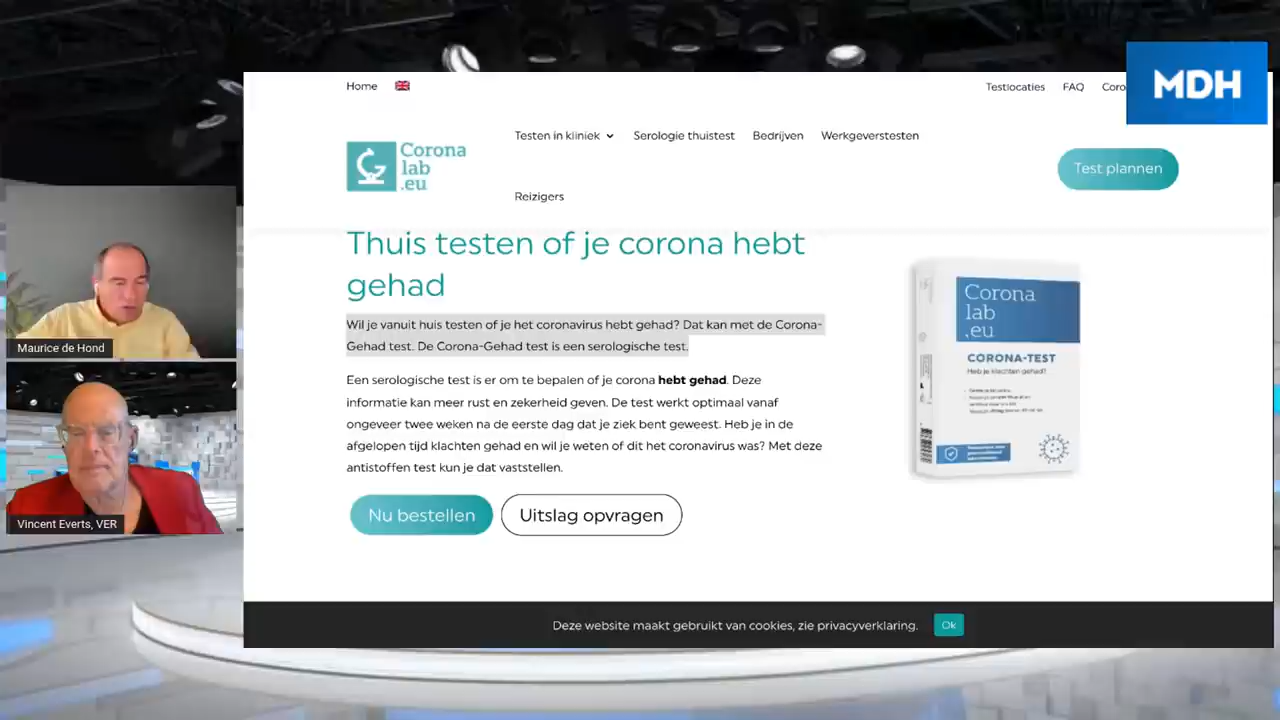 MDH
Home
Testlocaties
FAQ
Corona
lab
.eu
Testen in kliniek
Serologie thuistest
Bedrijven
Werkgeverstesten
Reizigers
Test plannen
Thuis testen of je corona hebt
gehad
Wil je vanuit huis testen of je het coronavirus hebt gehad? Dat kan met de Corona-
Gehad test. De Corona-Gehad test is een serologische test.
Een serologische test is er om te bepalen of je corona hebt gehad. Deze
informatie kan meer rust en zekerheid geven. De test werkt optimaal vanaf
ongeveer twee weken na de eerste dag dat je ziek bent geweest. Heb je in de
afgelopen tijd klachten gehad en wil je weten of dit het coronavirus was? Met deze
antistoffen test kun je dat vaststellen.
Nu bestellen
Uitslag opvragen
Corona
lab
.eu
CORONA-TEST
Heb je klachten gehad?
Maurice de Hond
Vincent Everts, VER
Deze website maakt gebruikt van cookies, zie privacyverklaring.
Ok